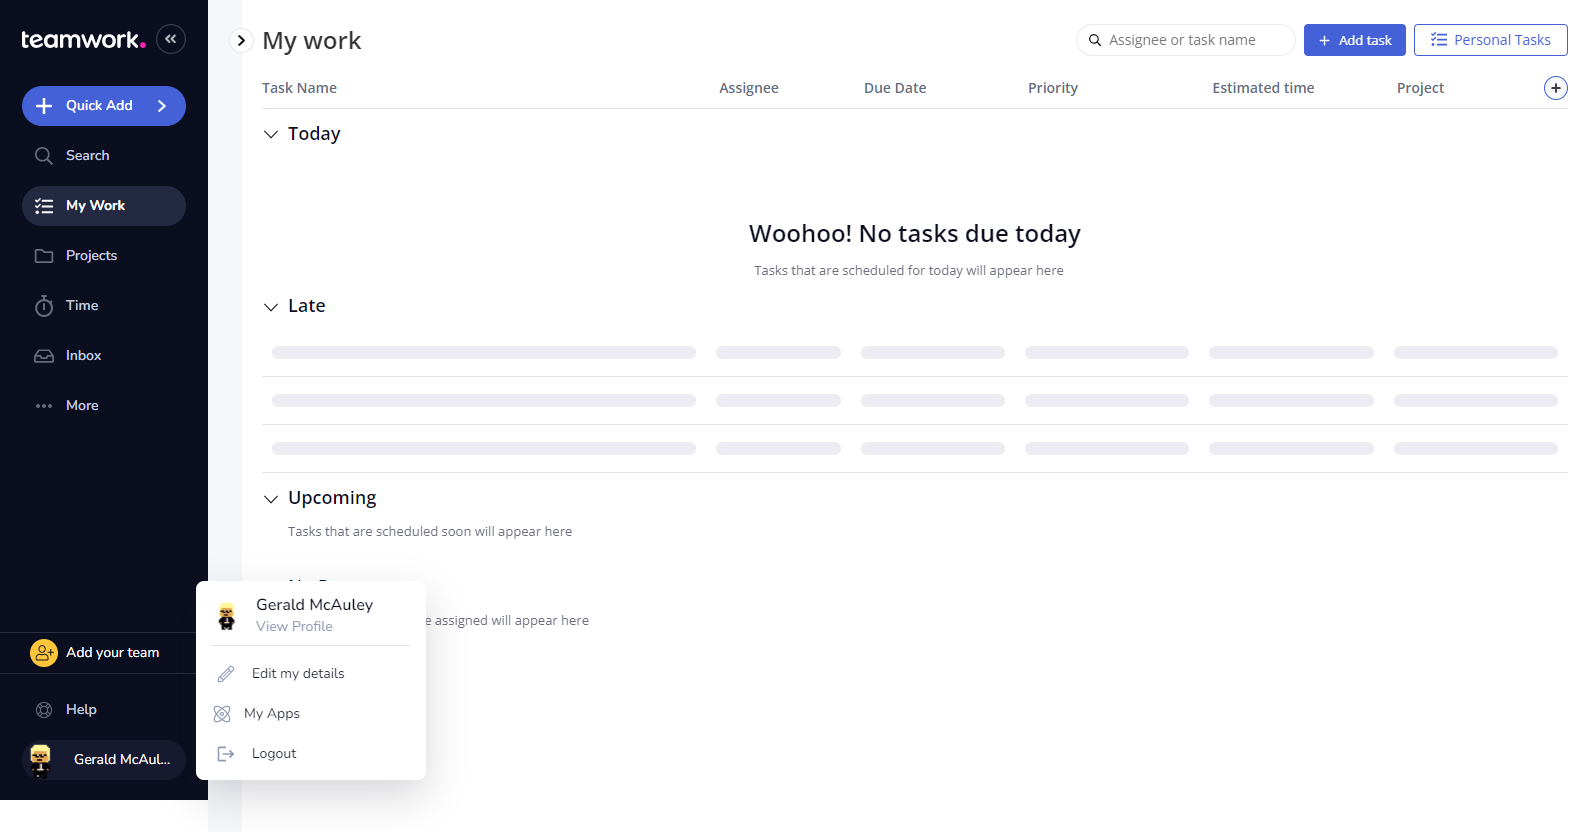 teamwork.
Quick Add
Search
My Work
Projects
Time
Inbox
More
Add your team
Help
Gerald McAul...
My work
Assignee or task name
Add task
Personal Tasks
Task Name Assignee Due Date Priority Estimated time Project
Today
Woohoo! No tasks due today
Tasks that are scheduled for today will appear here
Late
Upcoming
Tasks that are scheduled soon will appear here
assigned will appear here
Gerald McAuley
View Profile
Edit my details
My Apps
Logout